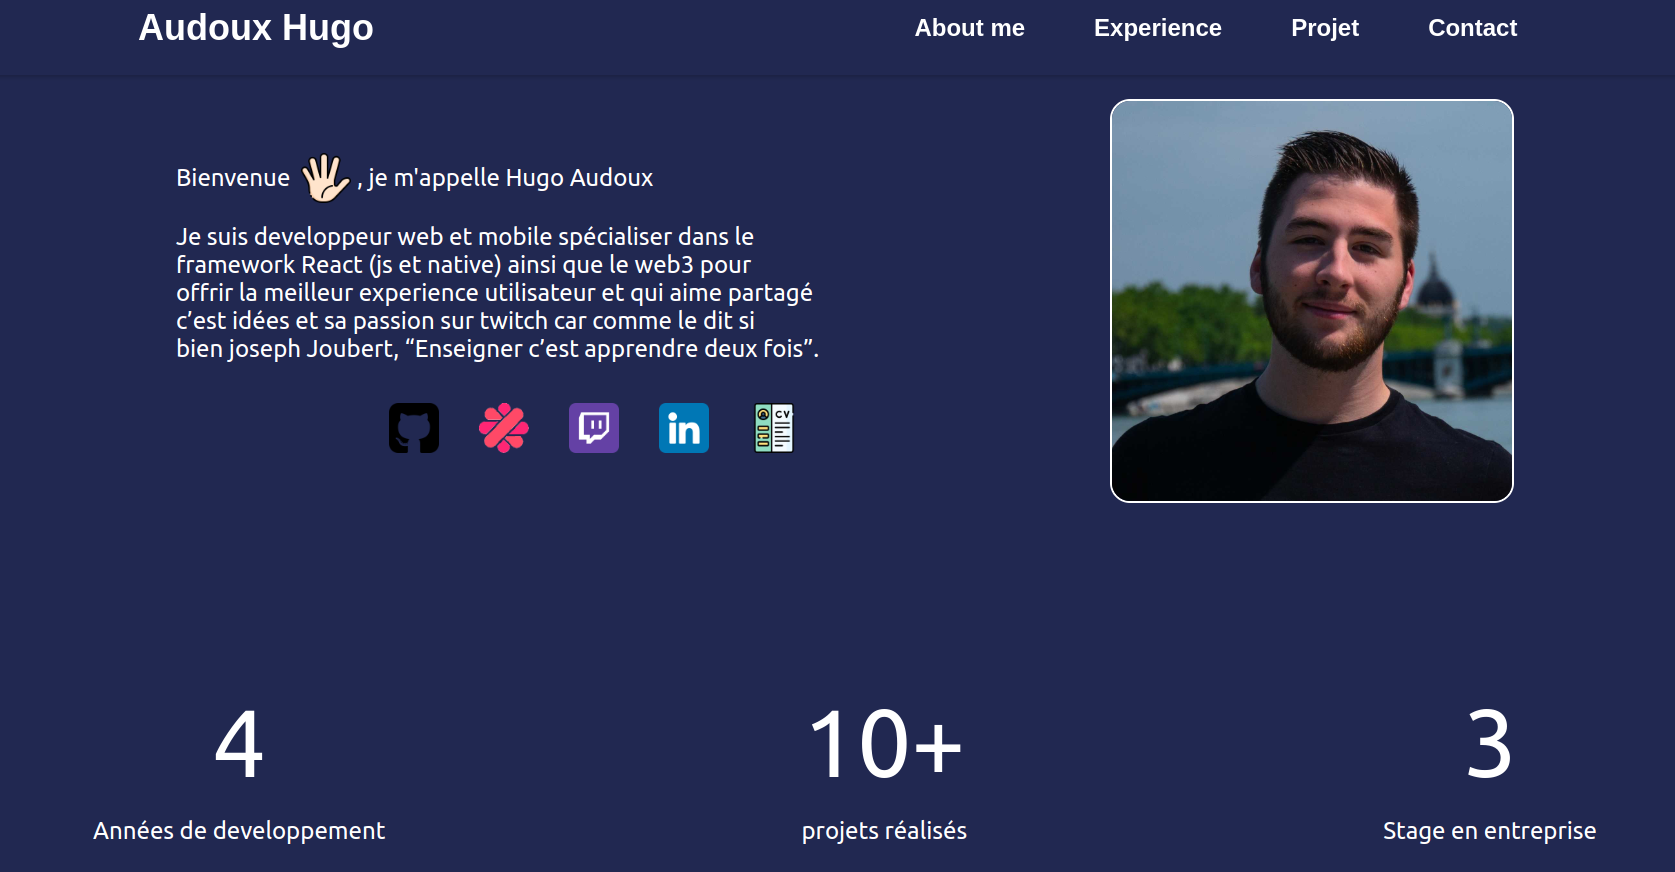 Audoux Hugo
About me Experience Projet Contact
Bienvenue , je m'appelle Hugo Audoux
Je suis developpeur web et mobile spécialiser dans le
framework React (js et native) ainsi que le web3 pour
offrir la meilleur experience utilisateur et qui aime partagé
c’est idées et sa passion sur twitch car comme le dit si
bien joseph Joubert, “Enseigner c’est apprendre deux fois”.
in
CV
4
Années de developpement
10+
projets réalisés
3
Stage en entreprise